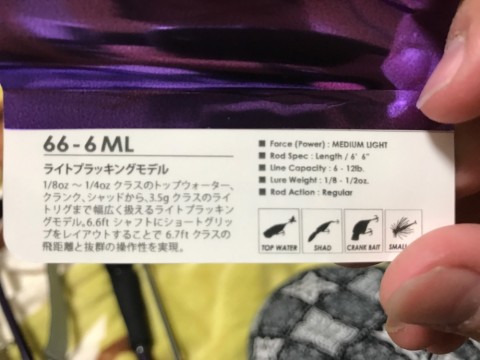 66-6 ML
ライトプラッキングモデル
1/8oz ～ 1/4oz クラスのトップウォーター、
クランク、シャッドから、3.5g クラスのライ
トリグまで幅広く扱えるライトプラッキン
グモデル。6.6ft シャフトにショートグリッ
プをレイアウトすることで 6.7ft クラスの
飛距離と抜群の操作性を実現。
■ Force (Power) : MEDIUM LIGHT
■ Rod Spec : Length / 6' 6"
■ Line Capacity : 6 - 12lb.
■ Lure Weight : 1/8 - 1/2oz.
■ Rod Action : Regular
TOP WATER
SHAD
CRANK BAIT
SMAL